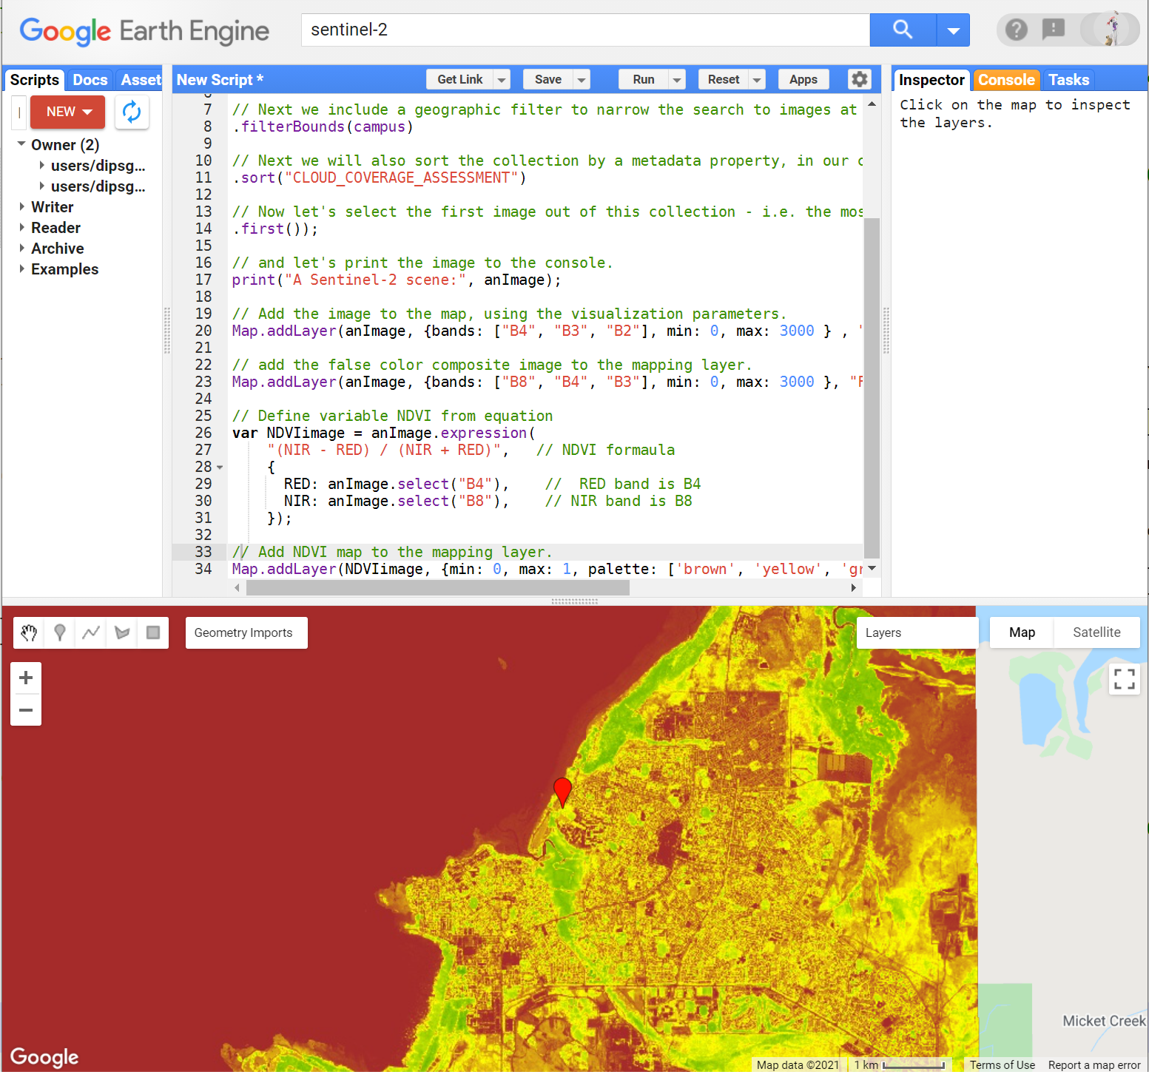 Google Earth Engine
sentinel-2
Scripts Docs Asset
NEW
Owner (2)
users/dipsg...
users/dipsg...
Writer
Reader
Archive
Examples
New Script *
Get Link Save Run Reset Apps
7 // Next we include a geographic filter to narrow the search to images at
8 .filterBounds(campus)
9
10 // Next we will also sort the collection by a metadata property, in our c
11 .sort("CLOUD_COVERAGE_ASSESSMENT")
12
13 // Now let's select the first image out of this collection - i.e. the mos
14 .first());
15
16 // and let's print the image to the console.
17 print("A Sentinel-2 scene:", anImage);
18
19 // Add the image to the map, using the visualization parameters.
20 Map.addLayer(anImage, {bands: ["B4", "B3", "B2"], min: 0, max: 3000 } , "
21
22 // add the false color composite image to the mapping layer.
23 Map.addLayer(anImage, {bands: ["B8", "B4", "B3"], min: 0, max: 3000 }, "F
24
25 // Define variable NDVI from equation
26 var NDVIimage = anImage.expression(
27 "(NIR - RED) / (NIR + RED)", // NDVI formaula
28 {
29 RED: anImage.select("B4"), // RED band is B4
30 NIR: anImage.select("B8"), // NIR band is B8
31 });
32
33 // Add NDVI map to the mapping layer.
34 Map.addLayer(NDVIimage, {min: 0, max: 1, palette: ['brown', 'yellow', 'gr
Inspector Console Tasks
Click on the map to inspect
the layers.
Geometry Imports
Layers
Map Satellite
Micket Creek
Google
Map data ©2021 1 km Terms of Use Report a map error